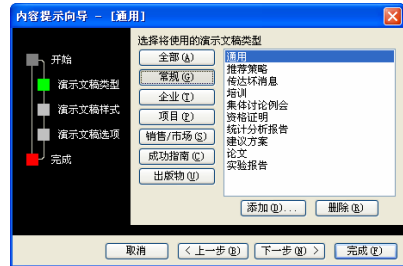 内容提示向导 - [通用]
选择将使用的演示文稿类型
开始
演示文稿类型
演示文稿样式
演示文稿选项
完成
全部(A)
常规(G)
企业(T)
项目(P)
销售/市场(S)
成功指南(C)
出版物(U)
通用
推荐策略
传达坏消息
培训
集体讨论例会
资格证明
统计分析报告
建议方案
论文
实验报告
添加(D)...
删除(R)
取消
< 上一步(B)
下一步(N) >
完成(F)